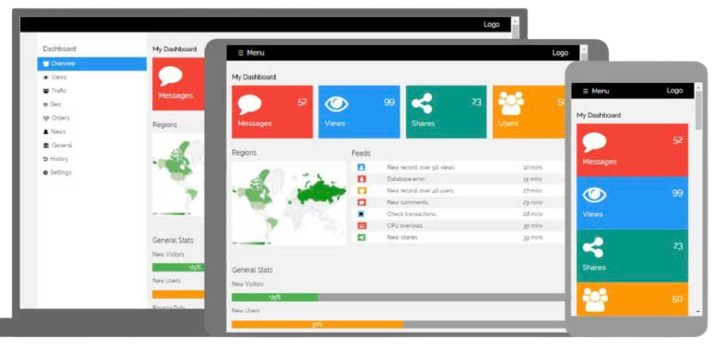 Logo
Dashboard
Overview
Views
Traffic
Geo
Orders
News
General
History
Settings
My Dashboard
Messages
Regions
General Stats
New Visitors
+25%
New Users
☰ Menu
Logo
My Dashboard
52
Messages
99
Views
23
Shares
Users
Regions
Feeds
New record, over 90 views. 10 mins
Database error. 15 mins
New record, over 40 users. 17 mins
New comments. 25 mins
Check transactions. 28 mins
CPU overload. 35 mins
New shares. 39 mins
General Stats
New Visitors
+25%
New Users
50%
☰ Menu
Logo
My Dashboard
52
Messages
99
Views
23
Shares
50